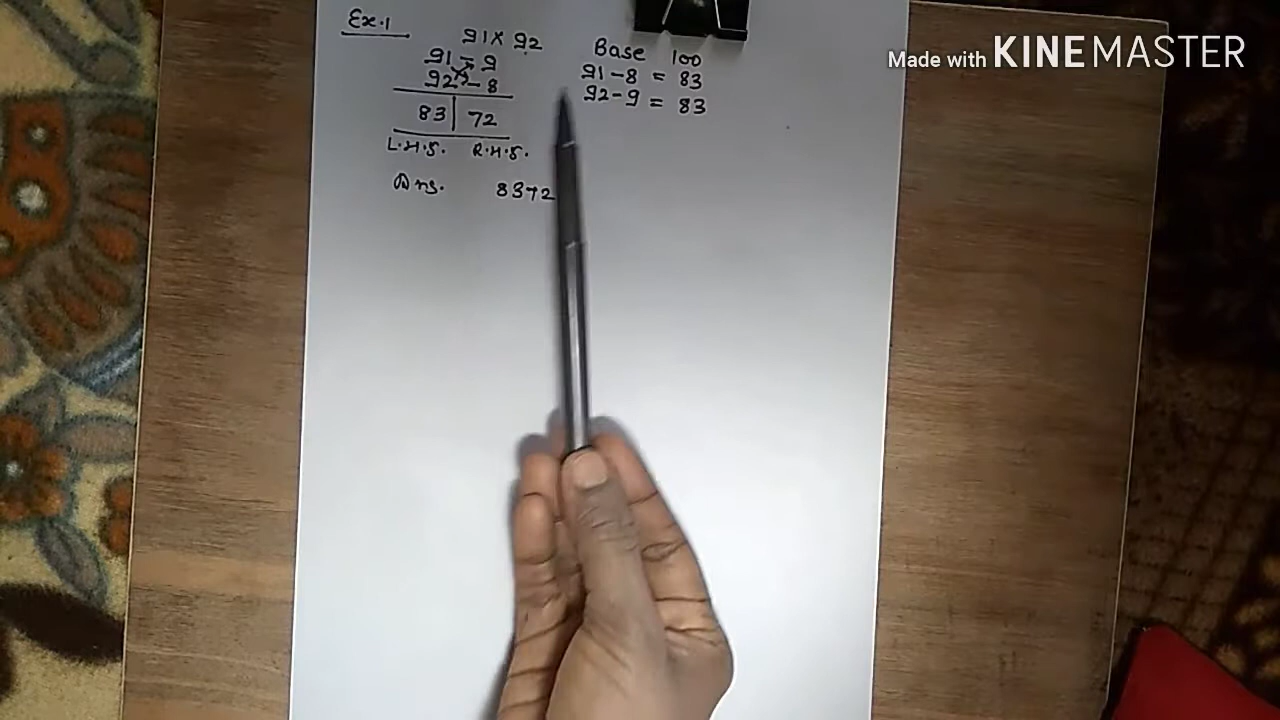 Made with KINEMASTER
Ex.1
91 × 92
91 - 9
92 - 8
83 | 72
L.H.S. R.H.S.
Ans. 8372
Base 100
91 - 8 = 83
92 - 9 = 83